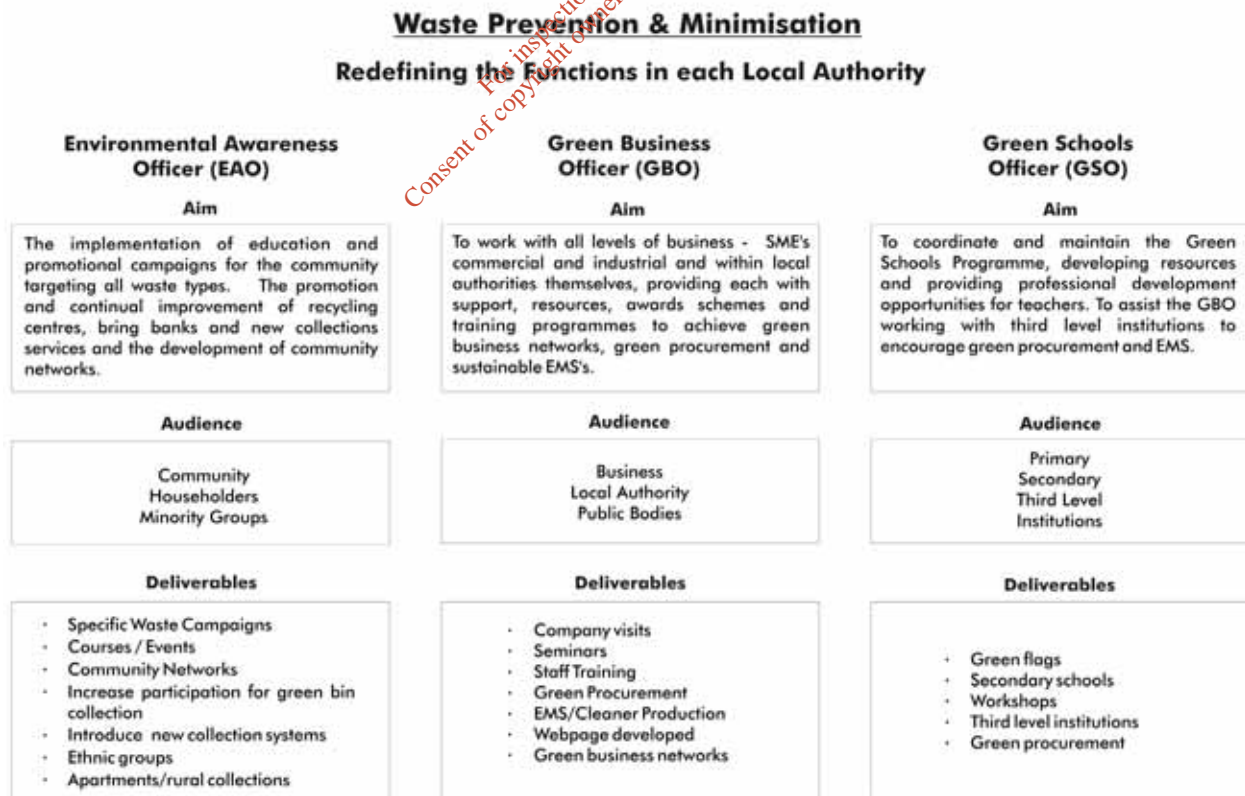 Waste Prevention & Minimisation
Redefining the Functions in each Local Authority
For inspection
Consent of copyright owner
Environmental Awareness
Officer (EAO)
Aim
The implementation of education and
promotional campaigns for the community
targeting all waste types. The promotion
and continual improvement of recycling
centres, bring banks and new collections
services and the development of community
networks.
Audience
Community
Householders
Minority Groups
Deliverables
· Specific Waste Campaigns
· Courses / Events
· Community Networks
· Increase participation for green bin
collection
· Introduce new collection systems
· Ethnic groups
· Apartments/rural collections
Green Business
Officer (GBO)
Aim
To work with all levels of business - SME's
commercial and industrial and within local
authorities themselves, providing each with
support, resources, awards schemes and
training programmes to achieve green
business networks, green procurement and
sustainable EMS's.
Audience
Business
Local Authority
Public Bodies
Deliverables
· Company visits
· Seminars
· Staff Training
· Green Procurement
· EMS/Cleaner Production
· Webpage developed
· Green business networks
Green Schools
Officer (GSO)
Aim
To coordinate and maintain the Green
Schools Programme, developing resources
and providing professional development
opportunities for teachers. To assist the GBO
working with third level institutions to
encourage green procurement and EMS.
Audience
Primary
Secondary
Third Level
Institutions
Deliverables
· Green flags
· Secondary schools
· Workshops
· Third level institutions
· Green procurement